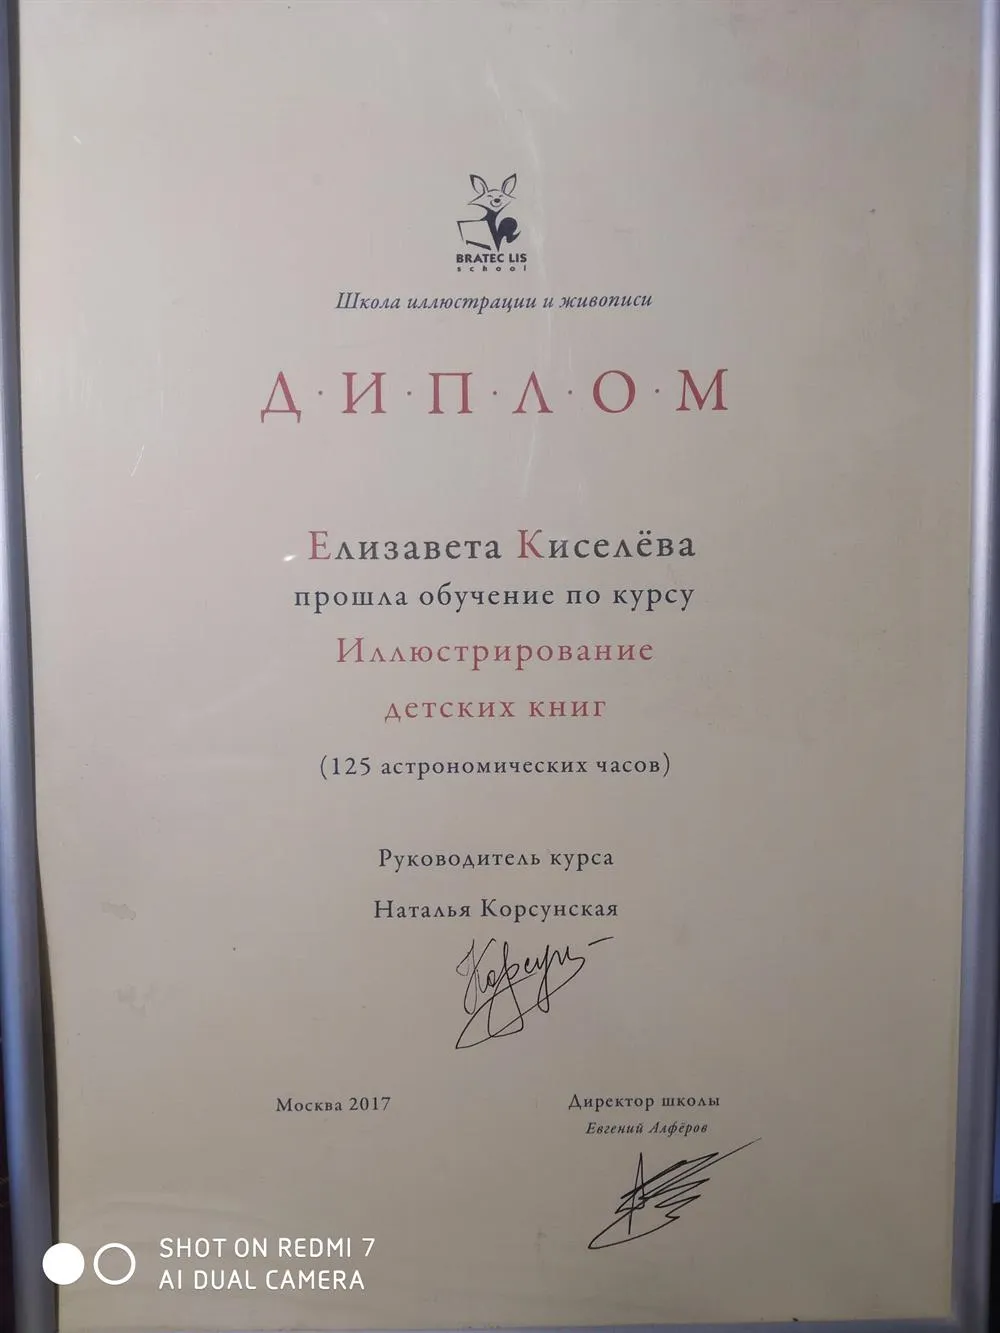 BRATEC LIS
school
Школа иллюстрации и живописи
Д·И·П·Л·О·М
Елизавета Киселёва
прошла обучение по курсу
Иллюстрирование
детских книг
(125 астрономических часов)
Руководитель курса
Наталья Корсунская
Москва 2017
Директор школы
Евгений Алфёров
SHOT ON REDMI 7
AI DUAL CAMERA